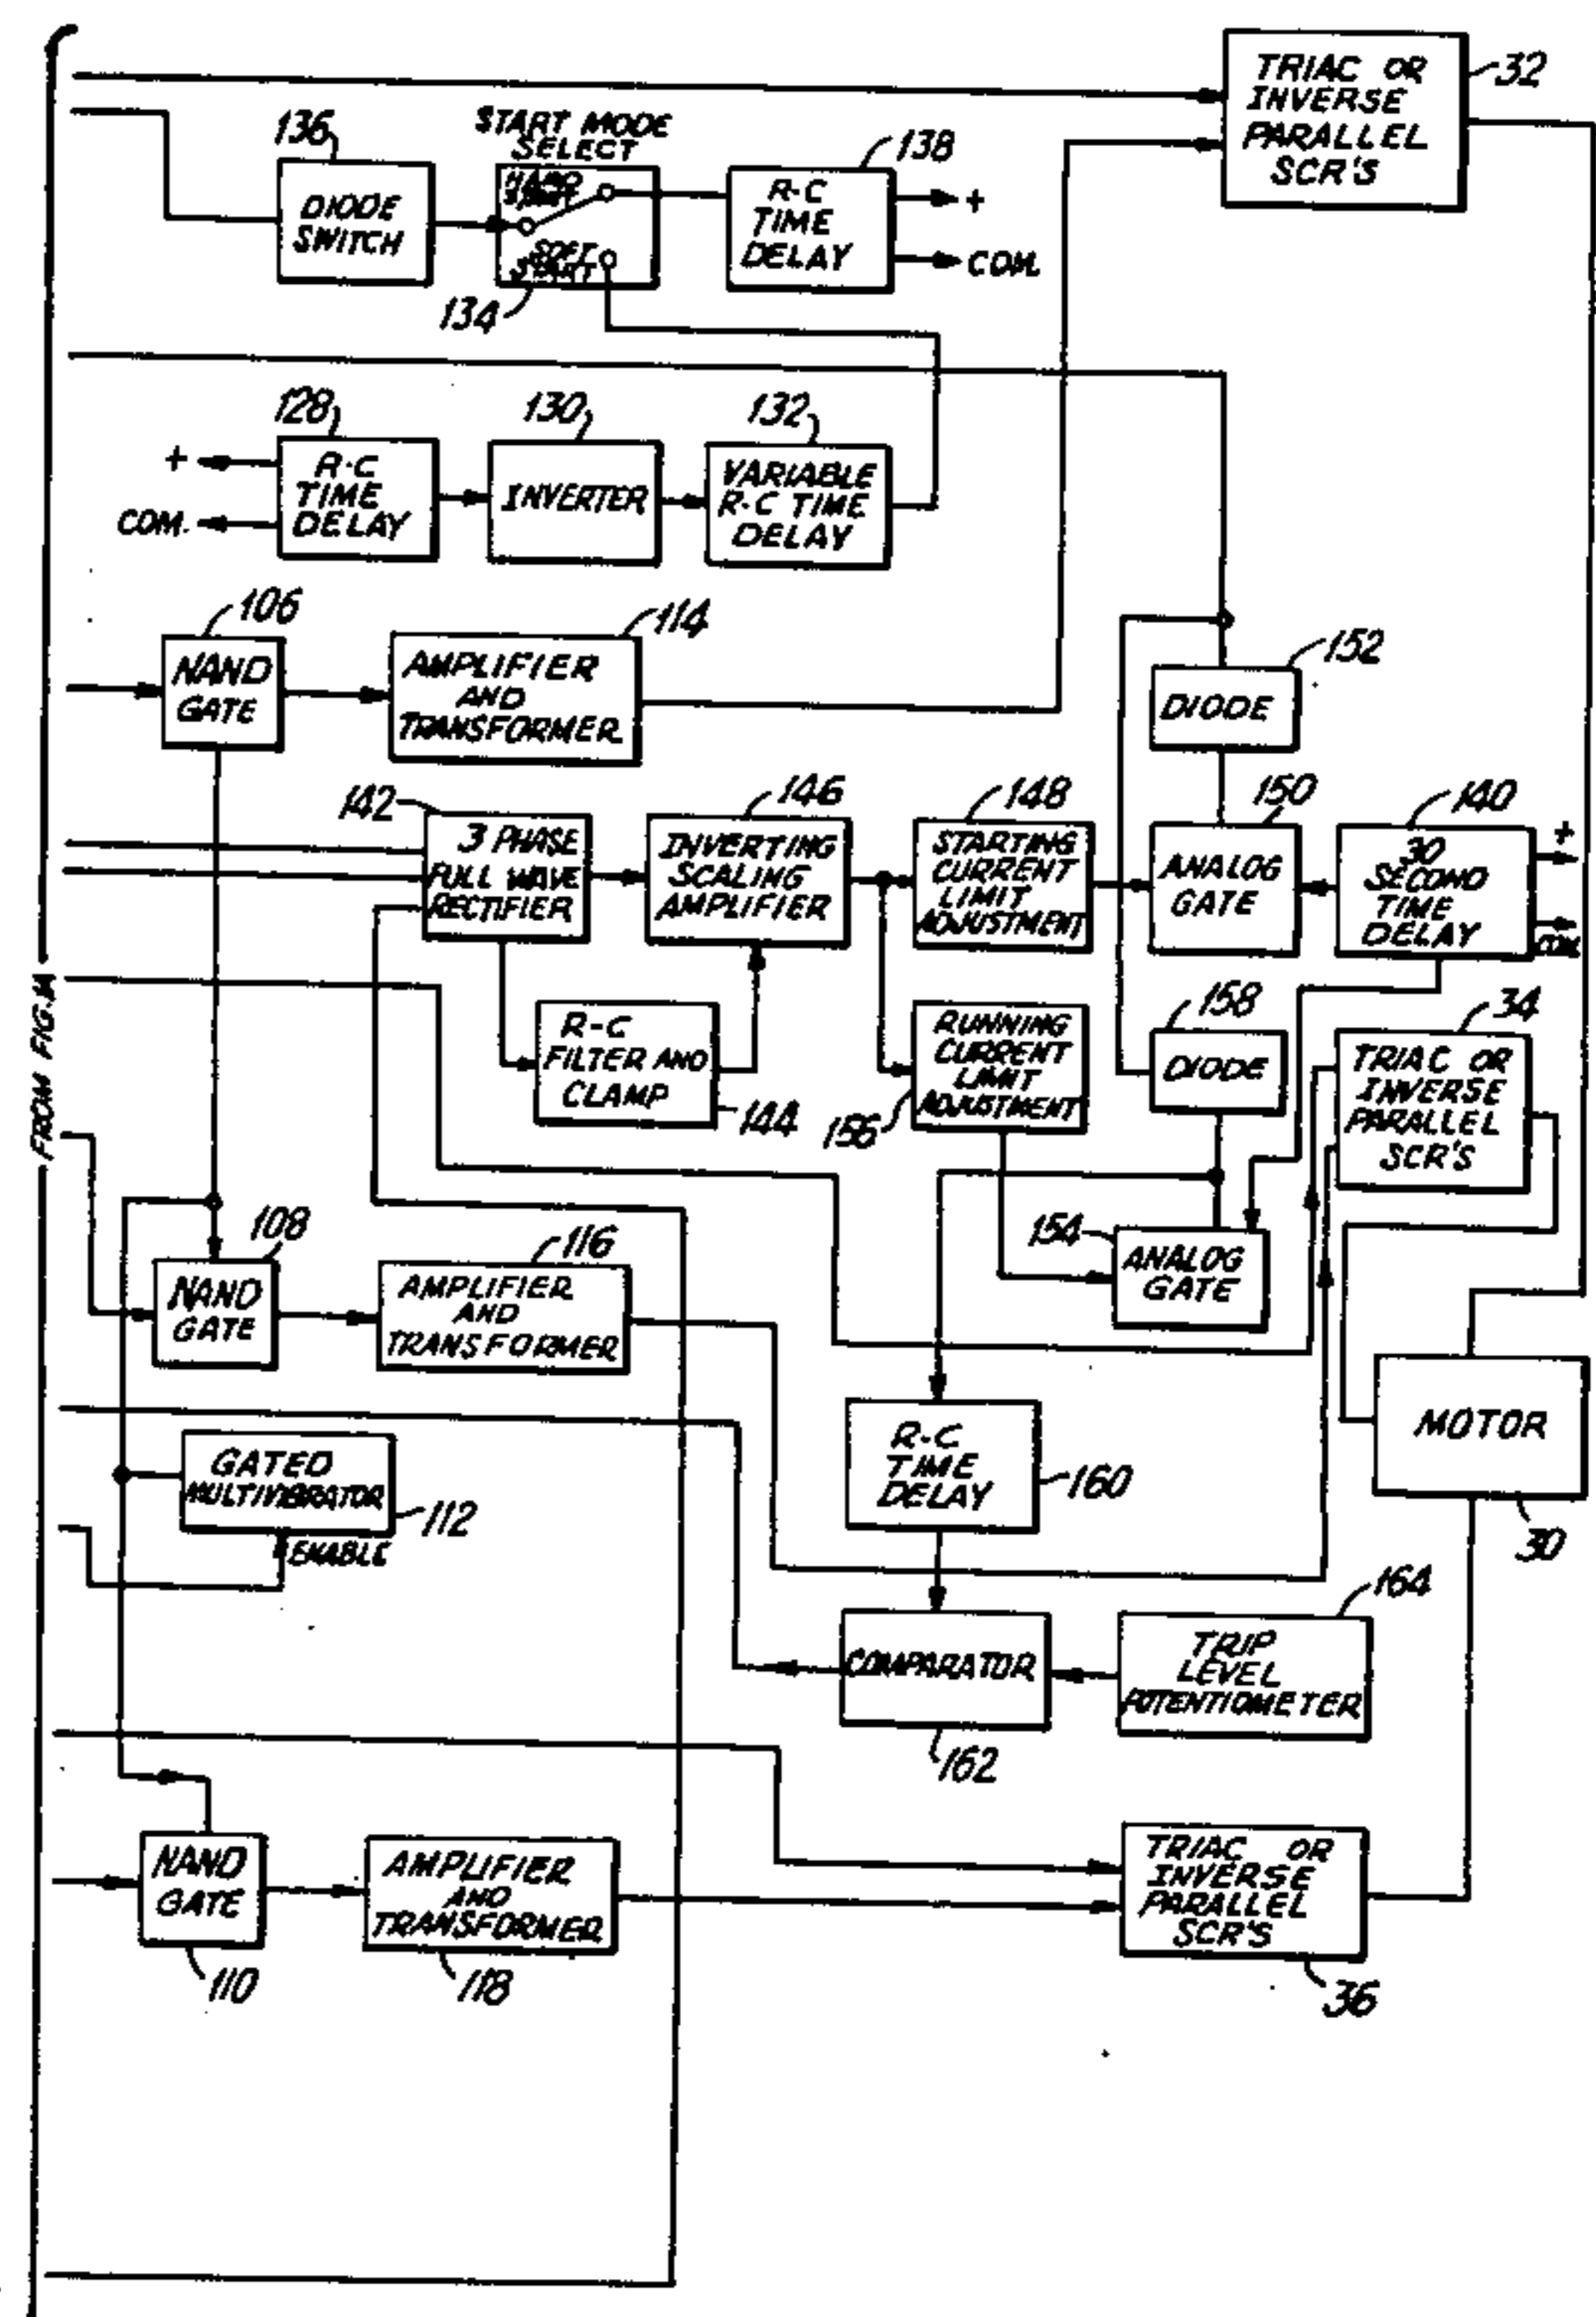 TRIAC OR
INVERSE
PARALLEL
SCR'S
32
136
DIODE
SWITCH
START MODE
SELECT
HARD
START
SOFT
START
134
138
R-C
TIME
DELAY
+
COM.
128
+
COM.
R-C
TIME
DELAY
130
INVERTER
132
VARIABLE
R-C TIME
DELAY
106
NAND
GATE
114
AMPLIFIER
AND
TRANSFORMER
152
DIODE
142
3 PHASE
FULL WAVE
RECTIFIER
146
INVERTING
SCALING
AMPLIFIER
148
STARTING
CURRENT
LIMIT
ADJUSTMENT
150
ANALOG
GATE
140
30
SECOND
TIME
DELAY
+
COM.
FROM FIG. 1A
R-C
FILTER AND
CLAMP
144
RUNNING
CURRENT
LIMIT
ADJUSTMENT
156
158
DIODE
34
TRIAC OR
INVERSE
PARALLEL
SCR'S
108
NAND
GATE
116
AMPLIFIER
AND
TRANSFORMER
154
ANALOG
GATE
MOTOR
30
GATED
MULTIVIBRATOR
112
ENABLE
R-C
TIME
DELAY
160
COMPARATOR
162
164
TRIP
LEVEL
POTENTIOMETER
NAND
GATE
110
AMPLIFIER
AND
TRANSFORMER
118
TRIAC OR
INVERSE
PARALLEL
SCR'S
36